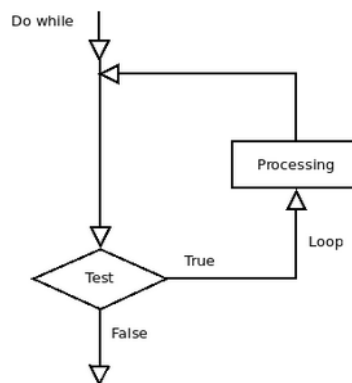 Do while
Processing
Loop
True
Test
False